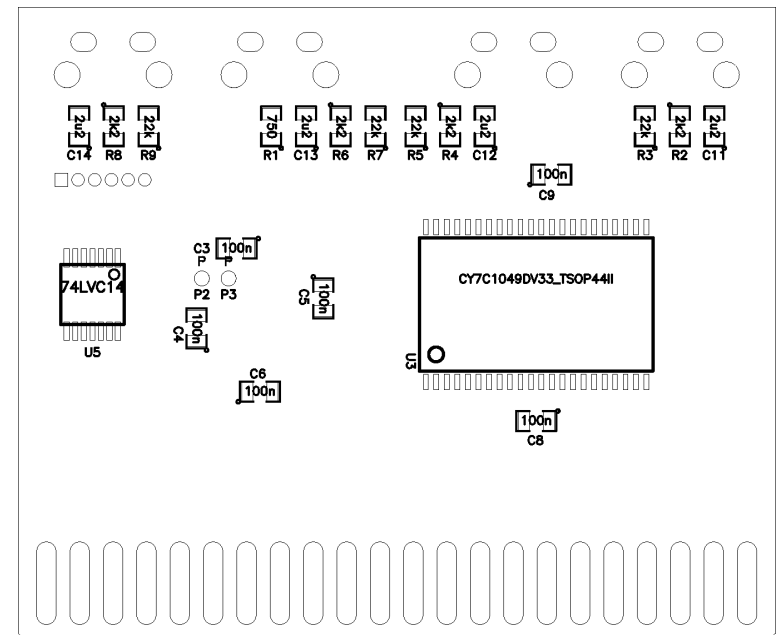 2u2 2k2 22k 750 2u2 2k2 22k 22k 2k2 2u2 22k 2k2 2u2
C14 R8 R9 R1 C13 R6 R7 R5 R4 C12 R3 R2 C11
100n
C9
C3 100n
P P
P2 P3
74LVC14
U5
100n
C5
100n
C4
CY7C1049DV33_TSOP44II
U3
C6
100n
100n
C8